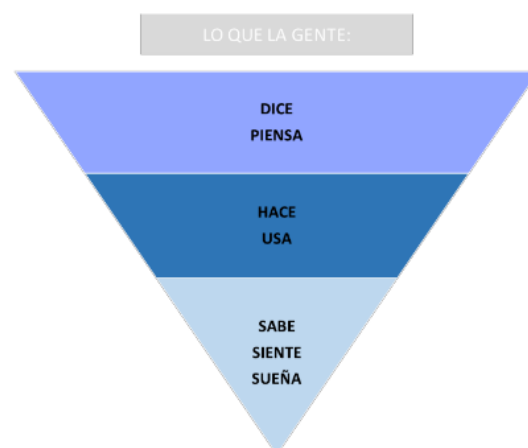 LO QUE LA GENTE:
DICE
PIENSA
HACE
USA
SABE
SIENTE
SUEÑA